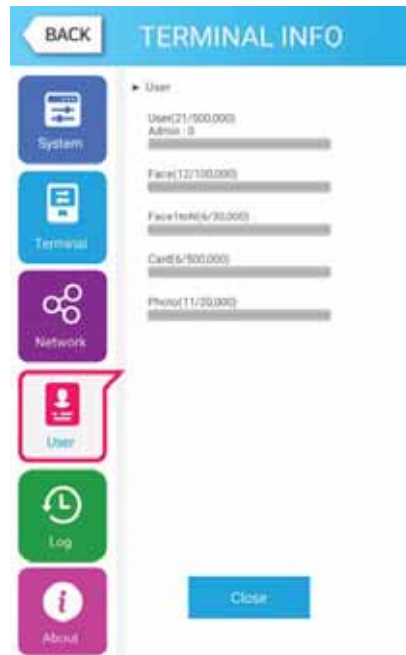 BACK
TERMINAL INFO
► User
User(21/500,000)
Admin : 0
Face(12/100,000)
Face1toN(6/30,000)
Card(6/500,000)
Photo(11/20,000)
System
Terminal
Network
User
Log
About
Close